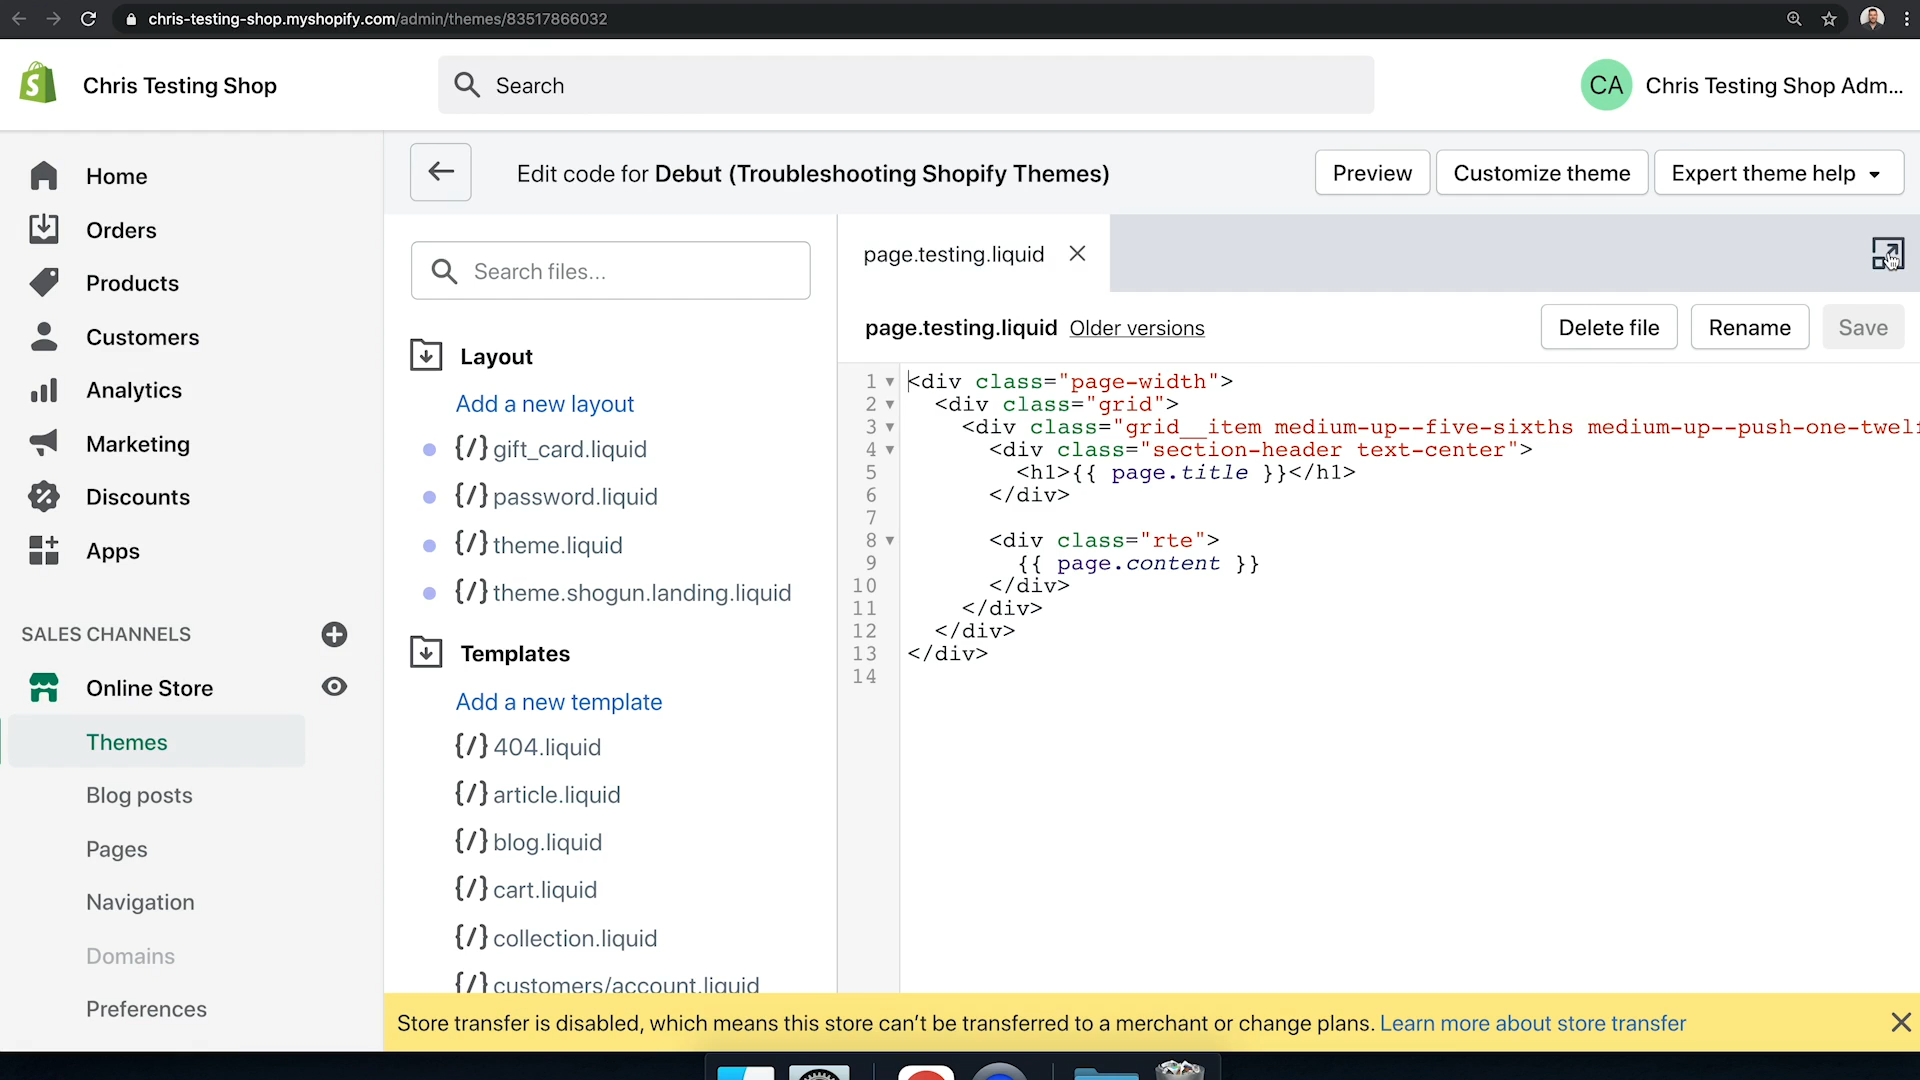 chris-testing-shop.myshopify.com/admin/themes/83517866032
Chris Testing Shop
Search
CA
Chris Testing Shop Adm...
Home
Orders
Products
Customers
Analytics
Marketing
Discounts
Apps
SALES CHANNELS
Online Store
Themes
Blog posts
Pages
Navigation
Domains
Preferences
Edit code for Debut (Troubleshooting Shopify Themes)
Preview
Customize theme
Expert theme help
Search files...
Layout
Add a new layout
{/} gift_card.liquid
{/} password.liquid
{/} theme.liquid
{/} theme.shogun.landing.liquid
Templates
Add a new template
{/} 404.liquid
{/} article.liquid
{/} blog.liquid
{/} cart.liquid
{/} collection.liquid
{/} customers/account.liquid
page.testing.liquid
page.testing.liquid Older versions
Delete file
Rename
Save
1 <div class="page-width">
2 <div class="grid">
3 <div class="grid__item medium-up--five-sixths medium-up--push-one-twelf
4 <div class="section-header text-center">
5 <h1>{{ page.title }}</h1>
6 </div>
7
8 <div class="rte">
9 {{ page.content }}
10 </div>
11 </div>
12 </div>
13 </div>
14
Store transfer is disabled, which means this store can't be transferred to a merchant or change plans. Learn more about store transfer